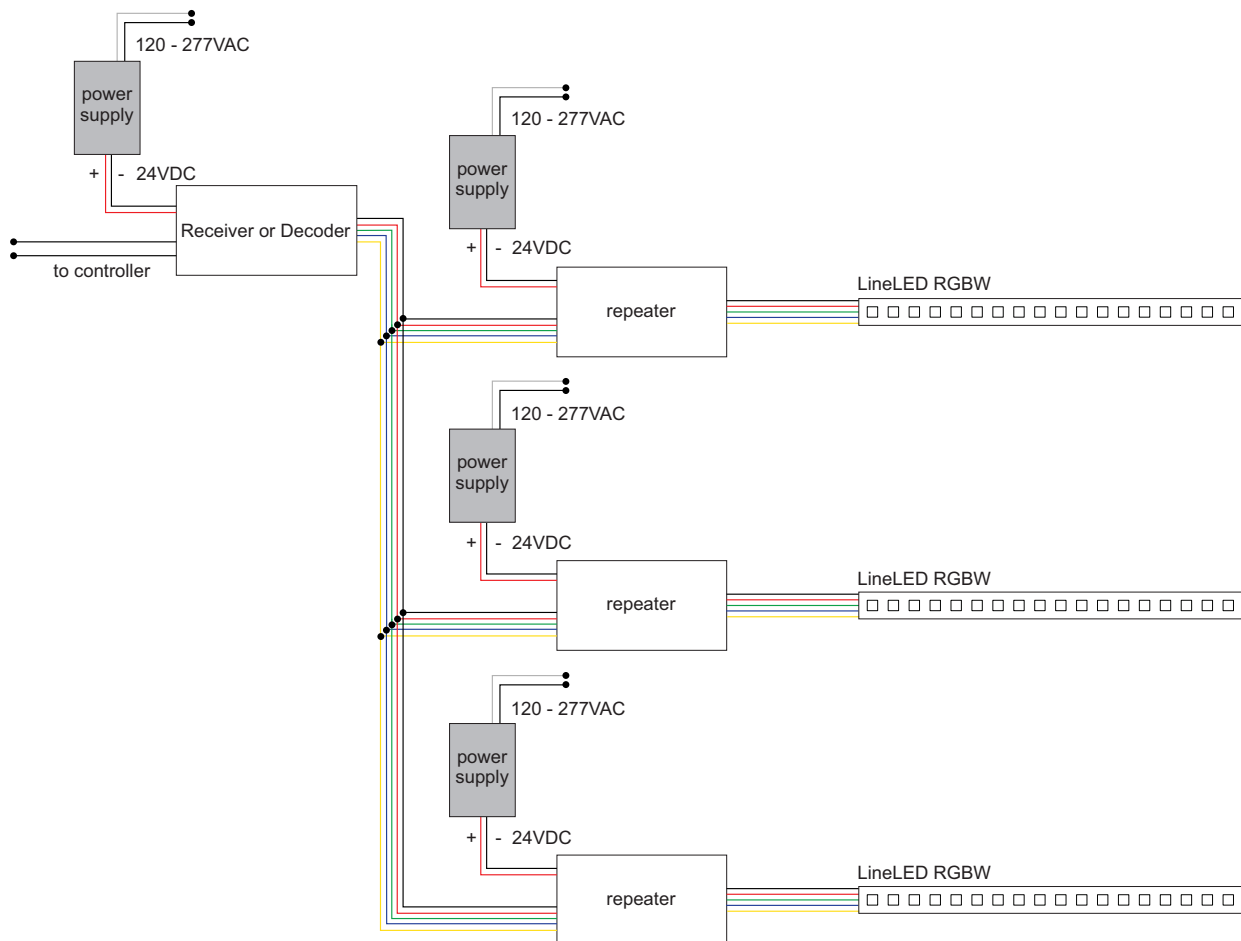 120 - 277VAC
power
supply
+ - 24VDC
Receiver or Decoder
to controller
120 - 277VAC
power
supply
+ - 24VDC
repeater
LineLED RGBW
120 - 277VAC
power
supply
+ - 24VDC
repeater
LineLED RGBW
120 - 277VAC
power
supply
+ - 24VDC
repeater
LineLED RGBW